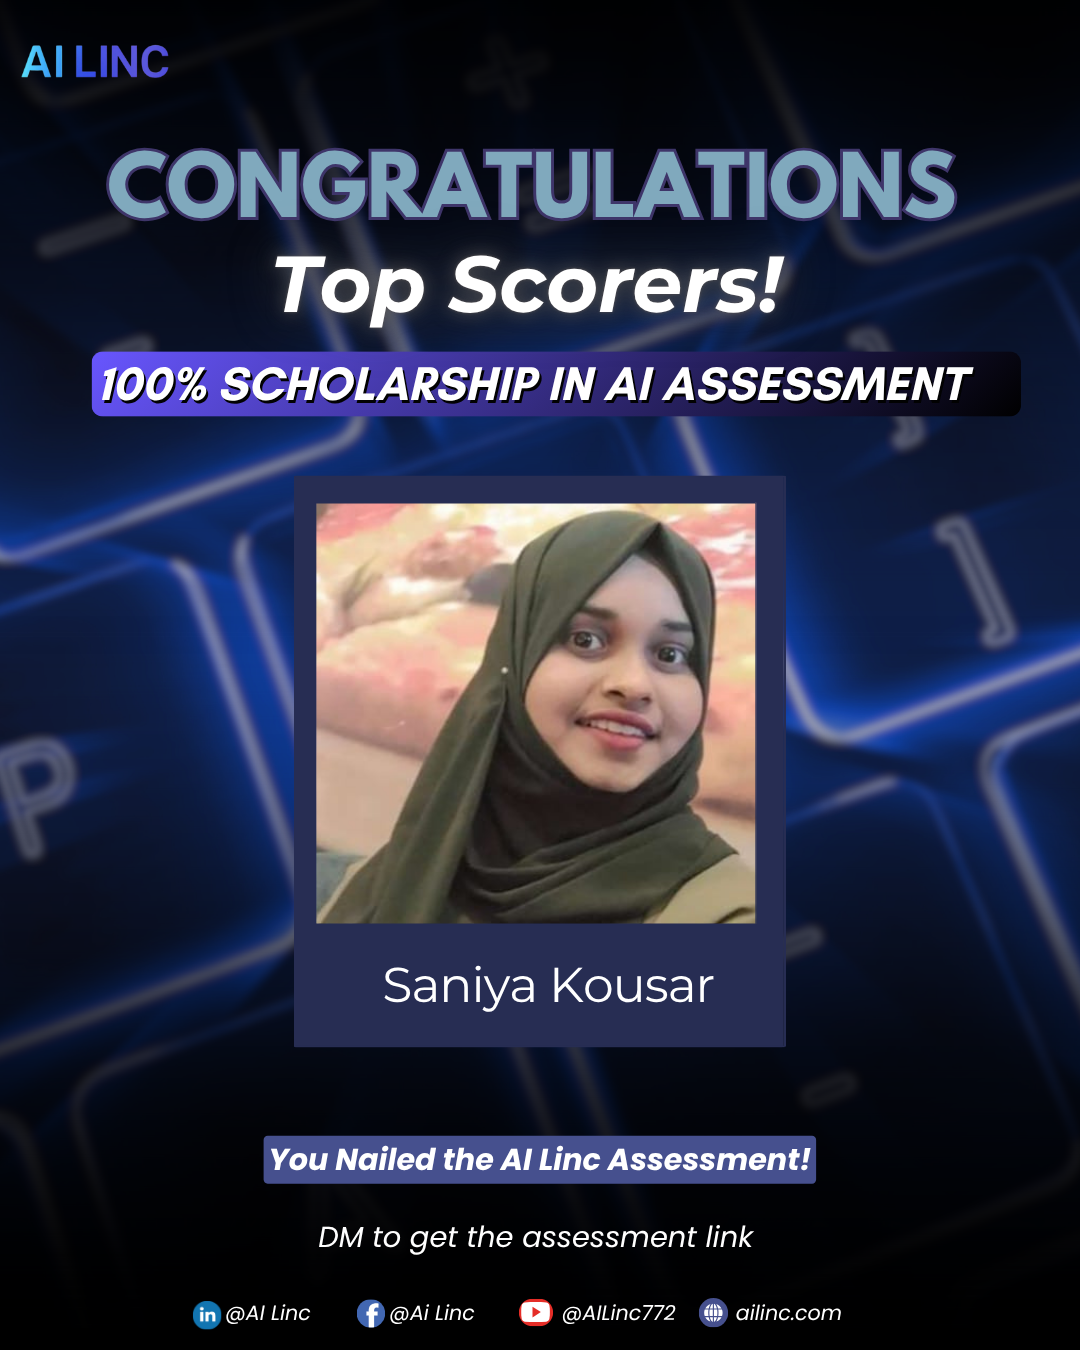 AI LINC
CONGRATULATIONS
Top Scorers!
100% SCHOLARSHIP IN AI ASSESSMENT
Saniya Kousar
You Nailed the AI Linc Assessment!
DM to get the assessment link
@AI Linc @Ai Linc @AILinc772 ailinc.com